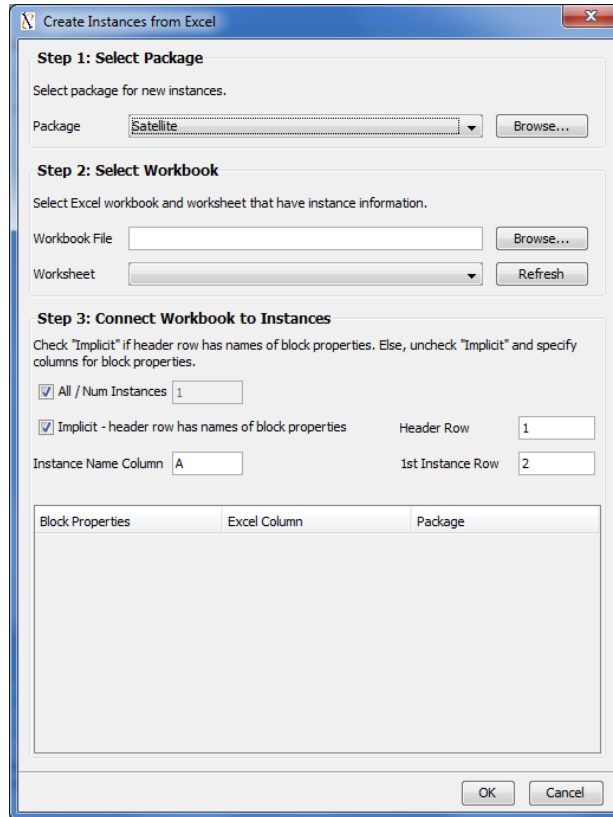 Create Instances from Excel
Step 1: Select Package
Select package for new instances.
Package Satellite Browse...
Step 2: Select Workbook
Select Excel workbook and worksheet that have instance information.
Workbook File Browse...
Worksheet Refresh
Step 3: Connect Workbook to Instances
Check "Implicit" if header row has names of block properties. Else, uncheck "Implicit" and specify
columns for block properties.
All / Num Instances 1
Implicit - header row has names of block properties Header Row 1
Instance Name Column A 1st Instance Row 2
Block Properties Excel Column Package
OK Cancel